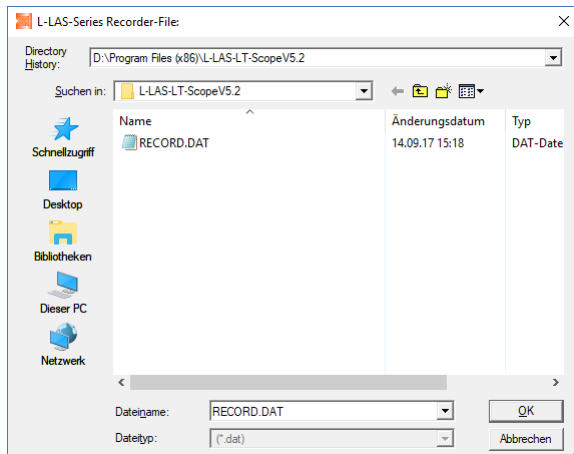 L-LAS-Series Recorder-File:
Directory History:
D:\Program Files (x86)\L-LAS-LT-ScopeV5.2
Suchen in:
L-LAS-LT-ScopeV5.2
Name
Änderungsdatum
Typ
RECORD.DAT
14.09.17 15:18
DAT-Date
Schnellzugriff
Desktop
Bibliotheken
Dieser PC
Netzwerk
Dateiname:
RECORD.DAT
OK
Dateityp:
(*.dat)
Abbrechen